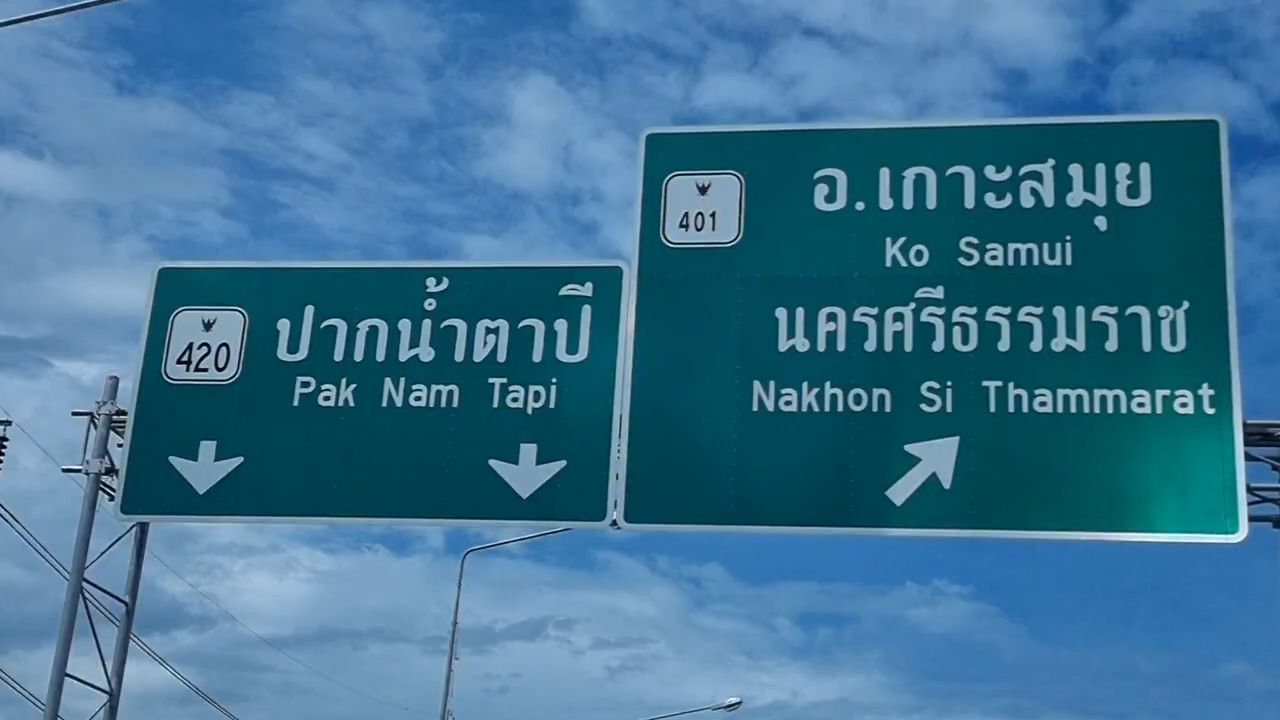 420
ปากน้ำตาปี
Pak Nam Tapi
401
อ.เกาะสมุย
Ko Samui
นครศรีธรรมราช
Nakhon Si Thammarat